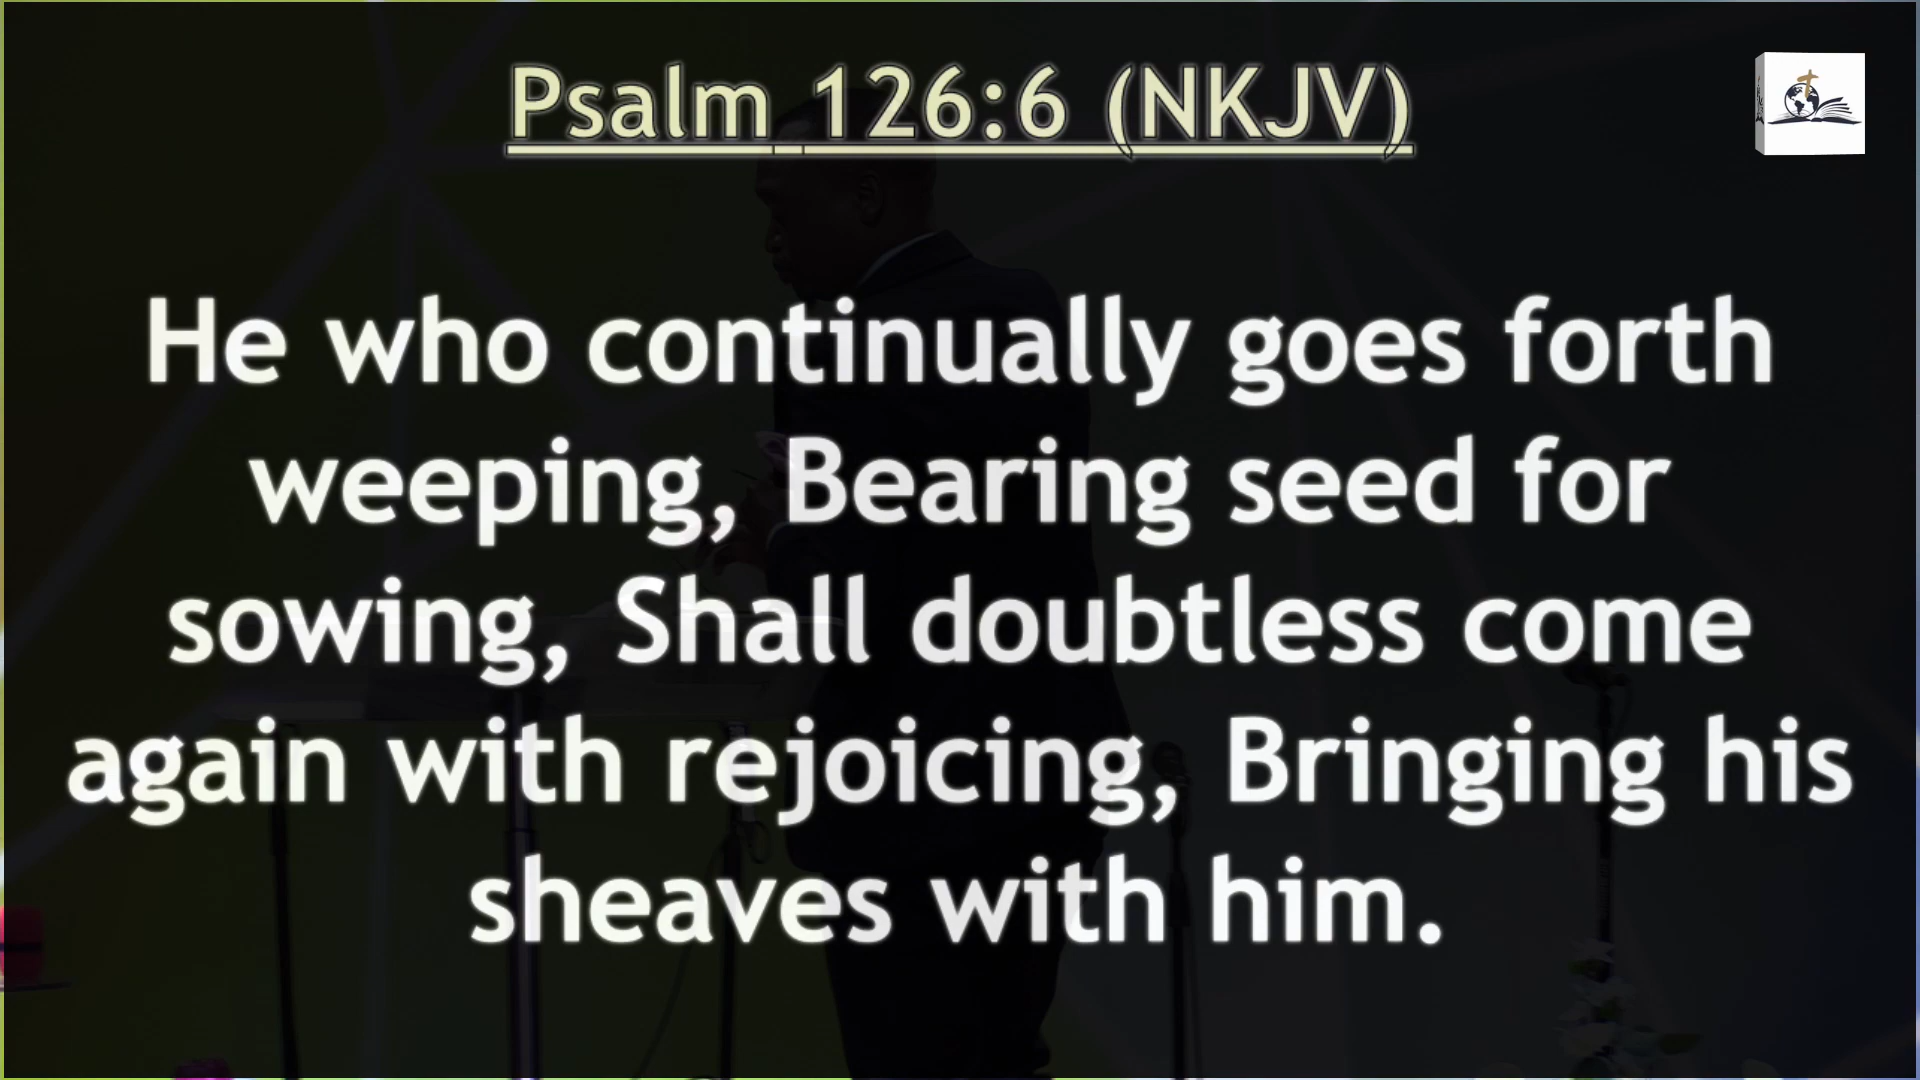 Psalm 126:6 (NKJV)
He who continually goes forth
weeping, Bearing seed for
sowing, Shall doubtless come
again with rejoicing, Bringing his
sheaves with him.